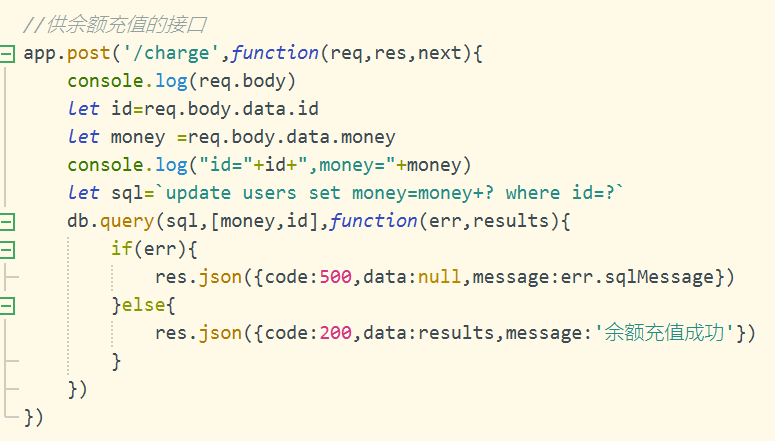 //供余额充值的接口
app.post('/charge',function(req,res,next){
    console.log(req.body)
    let id=req.body.data.id
    let money =req.body.data.money
    console.log("id="+id+",money="+money)
    let sql=`update users set money=money+? where id=?`
    db.query(sql,[money,id],function(err,results){
        if(err){
            res.json({code:500,data:null,message:err.sqlMessage})
        }else{
            res.json({code:200,data:results,message:'余额充值成功'})
        }
    })
})